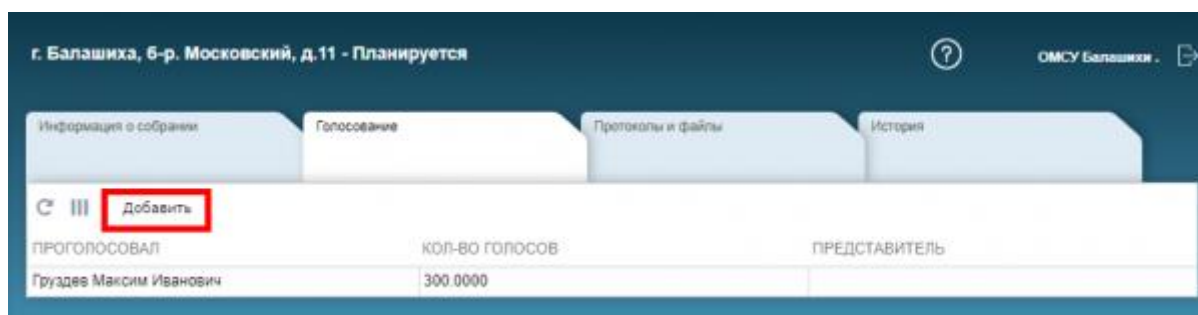 г. Балашиха, б-р. Московский, д.11 - Планируется
ОМСУ Балашихи .
Информация о собрании
Голосование
Протоколы и файлы
История
Добавить
ПРОГОЛОСОВАЛ
КОЛ-ВО ГОЛОСОВ
ПРЕДСТАВИТЕЛЬ
Груздев Максим Иванович
300.0000